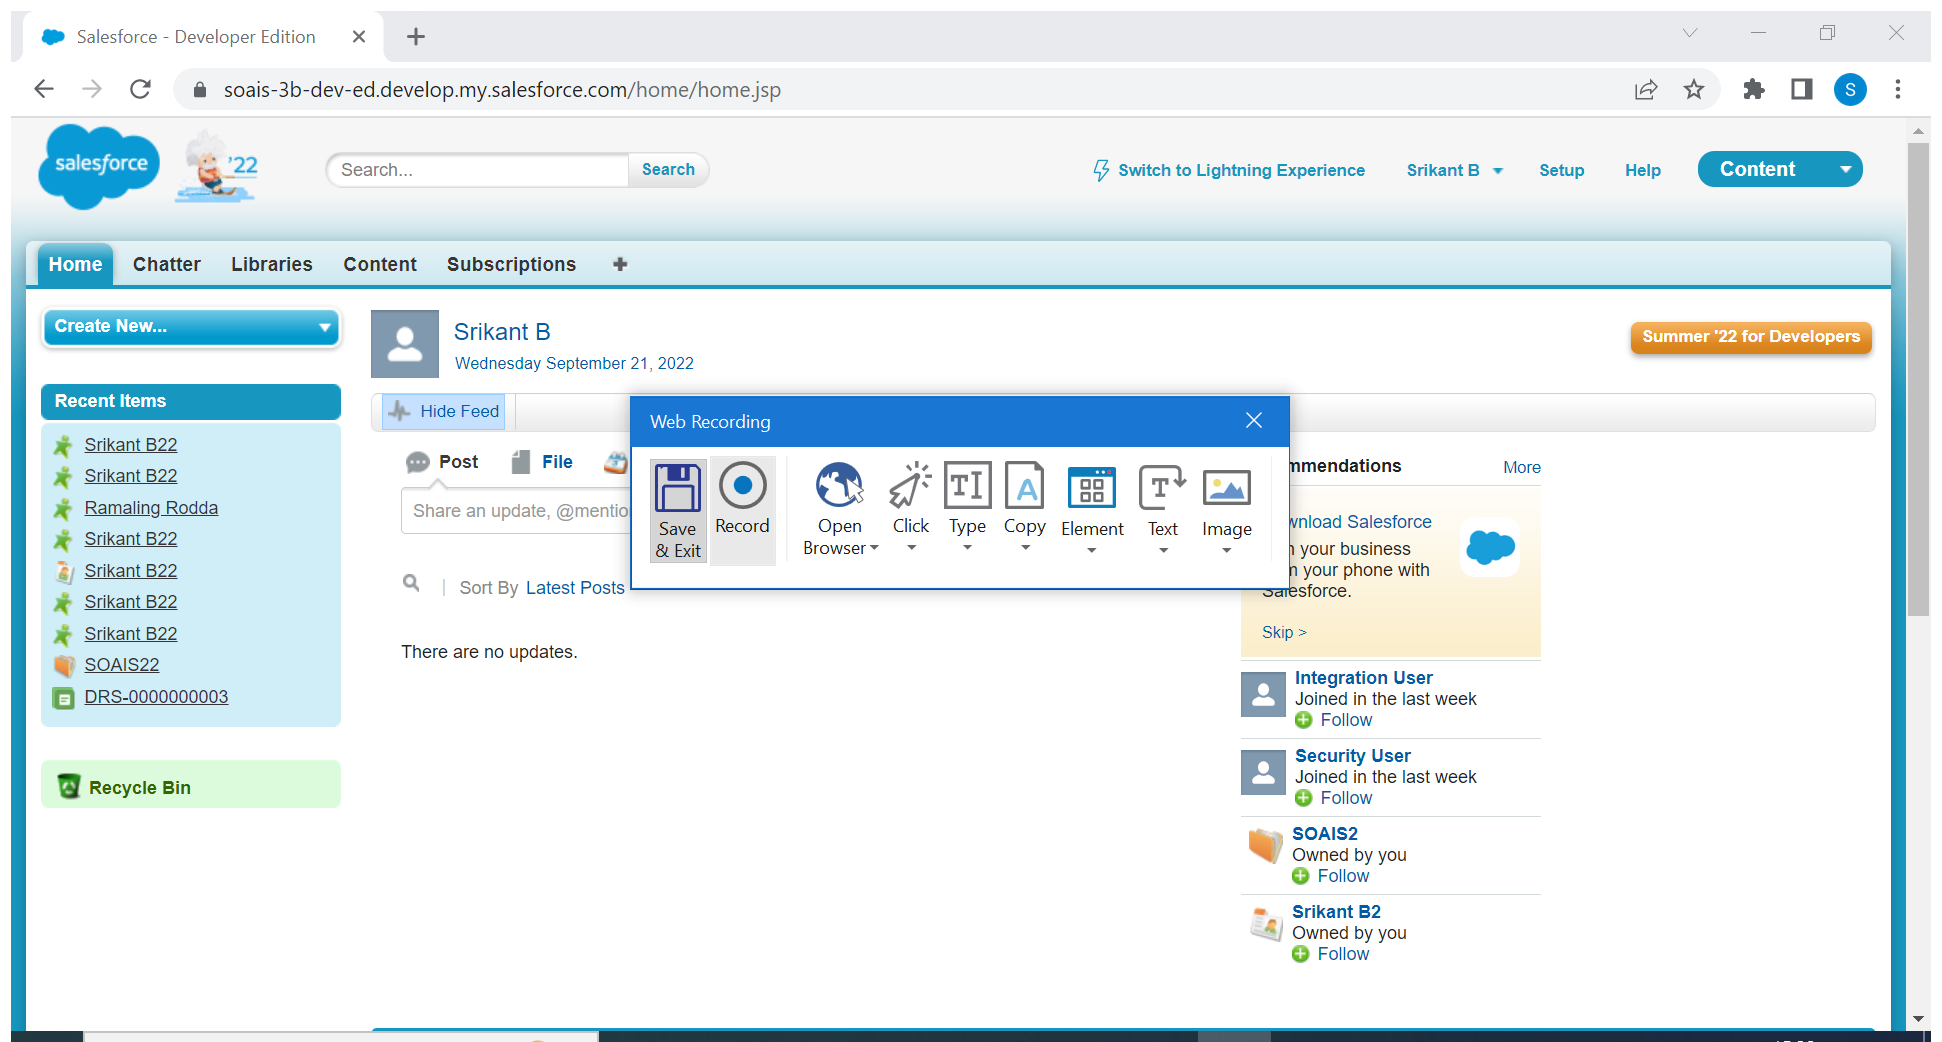 Salesforce - Developer Edition
soais-3b-dev-ed.develop.my.salesforce.com/home/home.jsp
S
salesforce
'22
Search...
Search
Switch to Lightning Experience
Srikant B
Setup
Help
Content
Home
Chatter
Libraries
Content
Subscriptions
Create New...
Srikant B
Wednesday September 21, 2022
Summer '22 for Developers
Recent Items
Srikant B22
Srikant B22
Ramaling Rodda
Srikant B22
Srikant B22
Srikant B22
Srikant B22
SOAIS22
DRS-0000000003
Recycle Bin
Hide Feed
Post
File
Share an update, @mentio
Sort By Latest Posts
There are no updates.
Web Recording
Save
& Exit
Record
Open
Browser
Click
Type
Copy
Element
Text
Image
mmendations
More
wnload Salesforce
your business
your phone with
Salesforce.
Skip >
Integration User
Joined in the last week
Follow
Security User
Joined in the last week
Follow
SOAIS2
Owned by you
Follow
Srikant B2
Owned by you
Follow